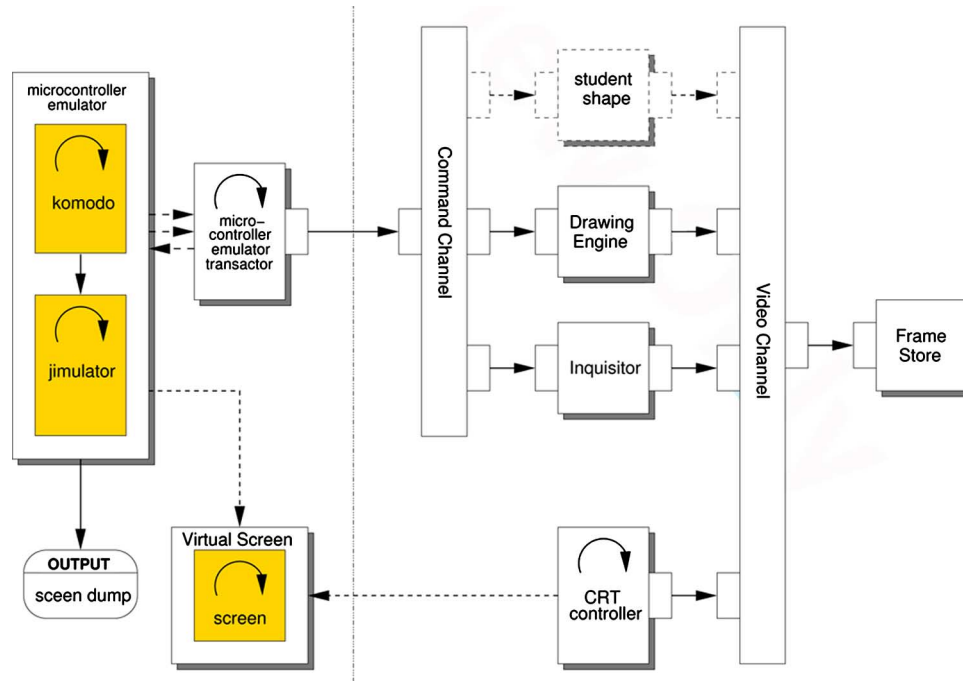 microcontroller
emulator
komodo
jimulator
OUTPUT
sceen dump
micro-
controller
emulator
transactor
Virtual Screen
screen
Command Channel
student
shape
Drawing
Engine
Inquisitor
CRT
controller
Video Channel
Frame
Store